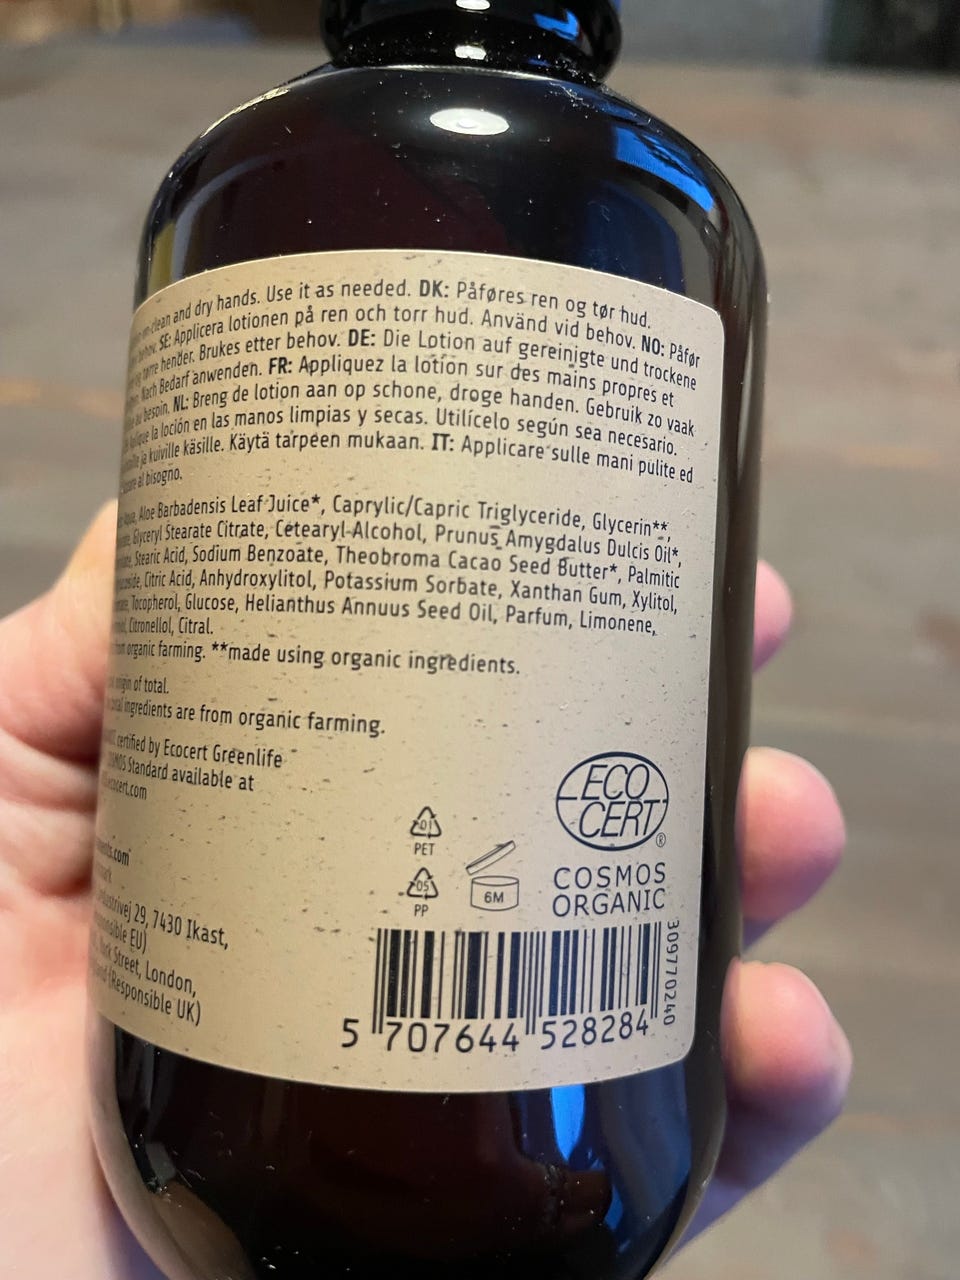 clean and dry hands. Use it as needed. DK: Påføres ren og tør hud.
behov. SE: Applicera lotionen på ren och torr hud. Använd vid behov. NO: Påfør
tørre hender. Brukes etter behov. DE: Die Lotion auf gereinigte und trockene
Nach Bedarf anwenden. FR: Appliquez la lotion sur des mains propres et
besoin. NL: Breng de lotion aan op schone, droge handen. Gebruik zo vaak
la loción en las manos limpias y secas. Utilícelo según sea necesario.
ja kuiville käsille. Käytä tarpeen mukaan. IT: Applicare sulle mani pulite ed
al bisogno.
Aqua, Aloe Barbadensis Leaf Juice*, Caprylic/Capric Triglyceride, Glycerin**,
Glyceryl Stearate Citrate, Cetearyl Alcohol, Prunus Amygdalus Dulcis Oil*,
Stearic Acid, Sodium Benzoate, Theobroma Cacao Seed Butter*, Palmitic
Citric Acid, Anhydroxylitol, Potassium Sorbate, Xanthan Gum, Xylitol,
Tocopherol, Glucose, Helianthus Annuus Seed Oil, Parfum, Limonene,
Citronellol, Citral.
from organic farming. **made using organic ingredients.
origin of total.
ingredients are from organic farming.
certified by Ecocert Greenlife
Standard available at
ECO
CERT
®
01
PET
05
PP
6M
COSMOS
ORGANIC
29, 7430 Ikast,
EU)
Street, London,
(Responsible UK)
309770240
5 707644 528284